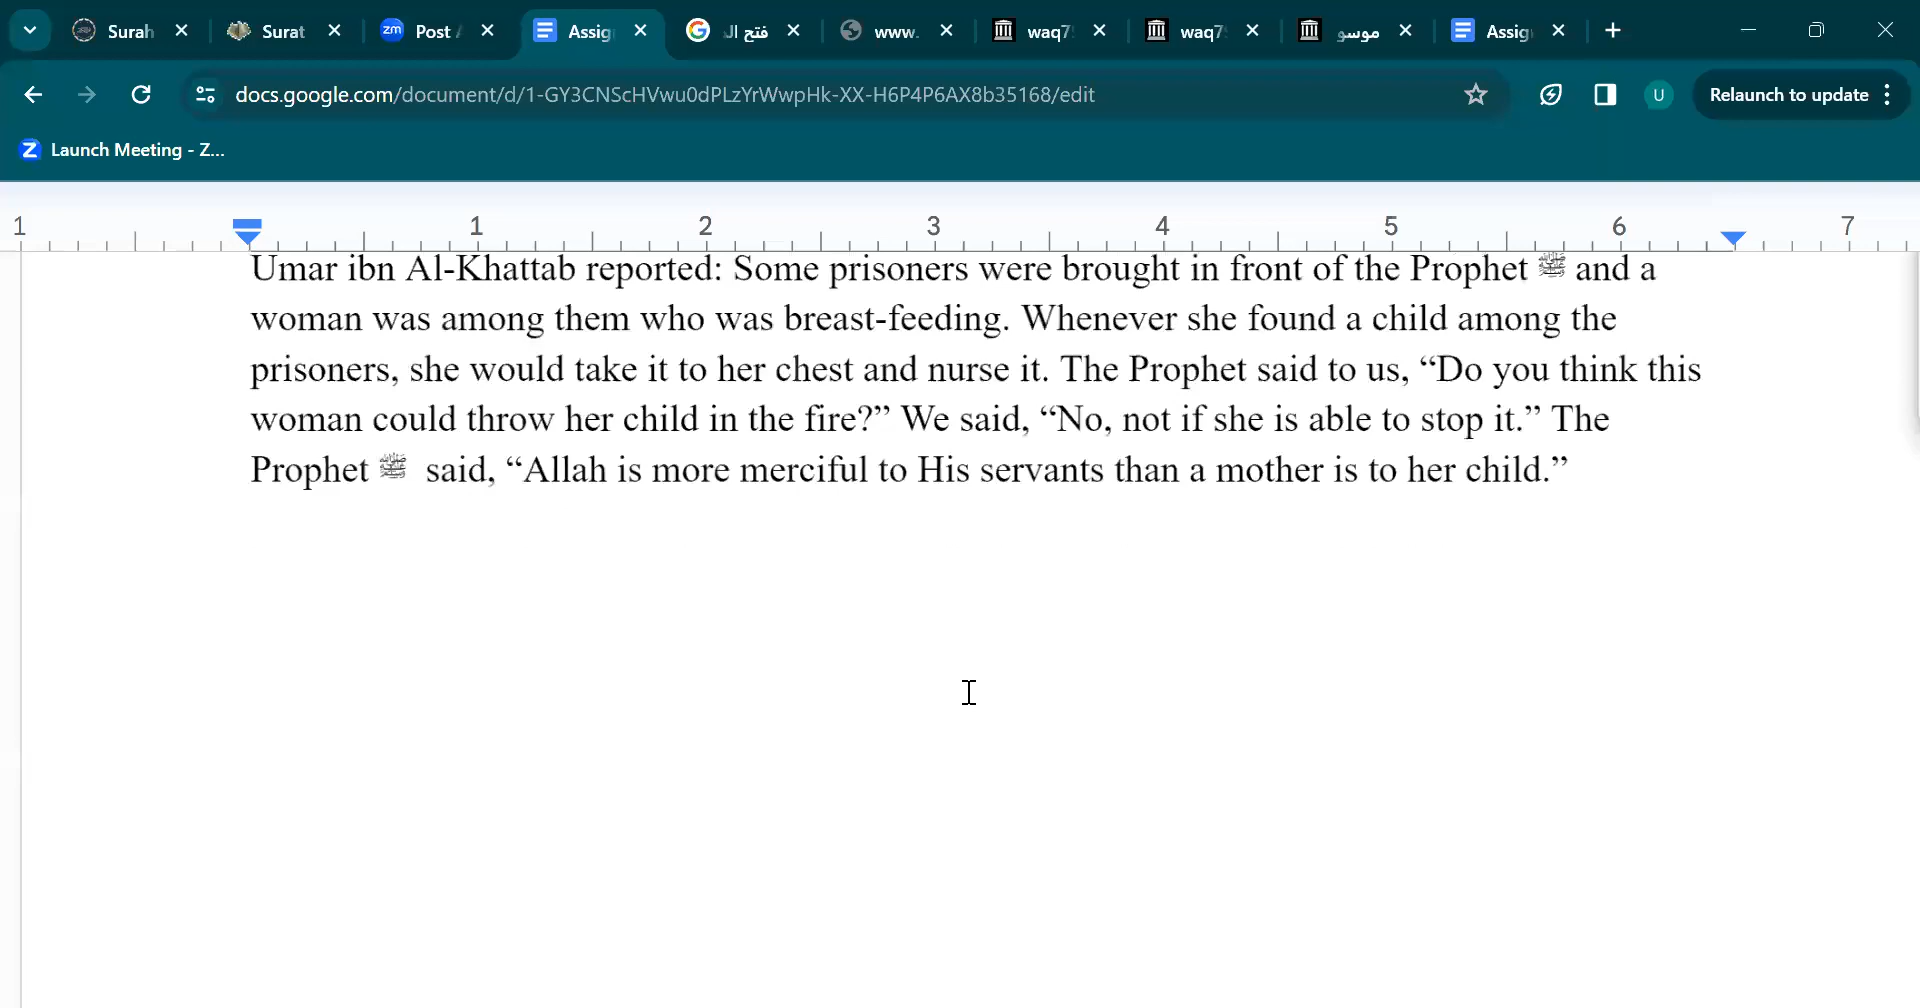 Surah
Surat
Post
Assig
فتح ال
www.
waq7
waq7
موسو
Assig
docs.google.com/document/d/1-GY3CNScHVwu0dPLzYrWwpHk-XX-H6P4P6AX8b35168/edit
U
Relaunch to update
Launch Meeting - Z...
1 1 2 3 4 5 6 7
Umar ibn Al-Khattab reported: Some prisoners were brought in front of the Prophet ﷺ and a
woman was among them who was breast-feeding. Whenever she found a child among the
prisoners, she would take it to her chest and nurse it. The Prophet said to us, “Do you think this
woman could throw her child in the fire?” We said, “No, not if she is able to stop it.” The
Prophet ﷺ said, “Allah is more merciful to His servants than a mother is to her child.”